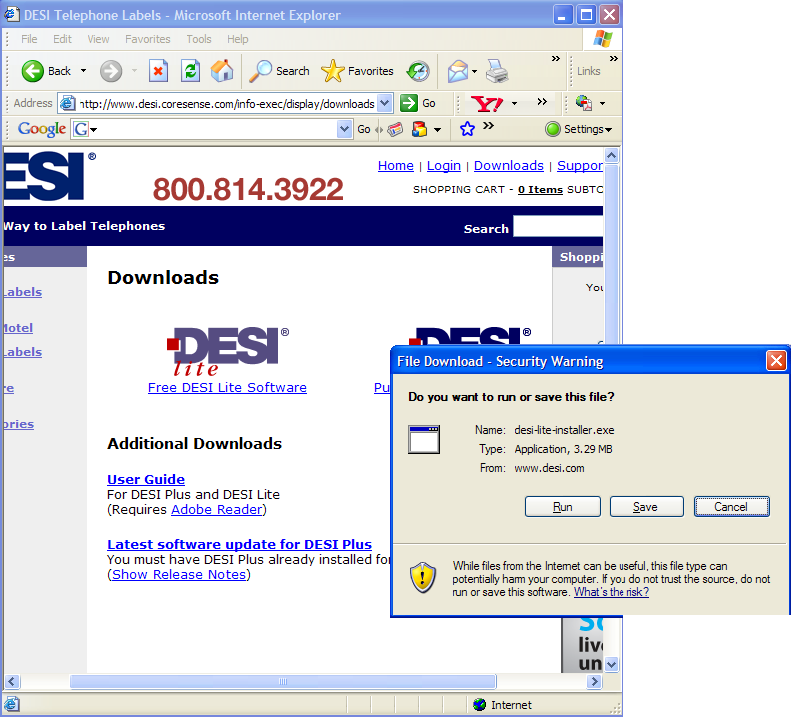 DESI Telephone Labels - Microsoft Internet Explorer
File Edit View Favorites Tools Help
Back Search Favorites Links
Address http://www.desi.coresense.com/info-exec/display/downloads Go Y!
Google G Go Settings
ESI®
800.814.3922
Home | Login | Downloads | Suppor
SHOPPING CART - 0 Items SUBTO
Way to Label Telephones
Search
es
Labels
Motel
Labels
re
ories
Downloads
DESI®
lite
Free DESI Lite Software
DESI®
Pu
Additional Downloads
User Guide
For DESI Plus and DESI Lite
(Requires Adobe Reader)
Latest software update for DESI Plus
You must have DESI Plus already installed for
(Show Release Notes)
Shoppi
You
File Download - Security Warning
Do you want to run or save this file?
Name: desi-lite-installer.exe
Type: Application, 3.29 MB
From: www.desi.com
Run Save Cancel
While files from the Internet can be useful, this file type can
potentially harm your computer. If you do not trust the source, do not
run or save this software. What's the risk?
live
un
Internet